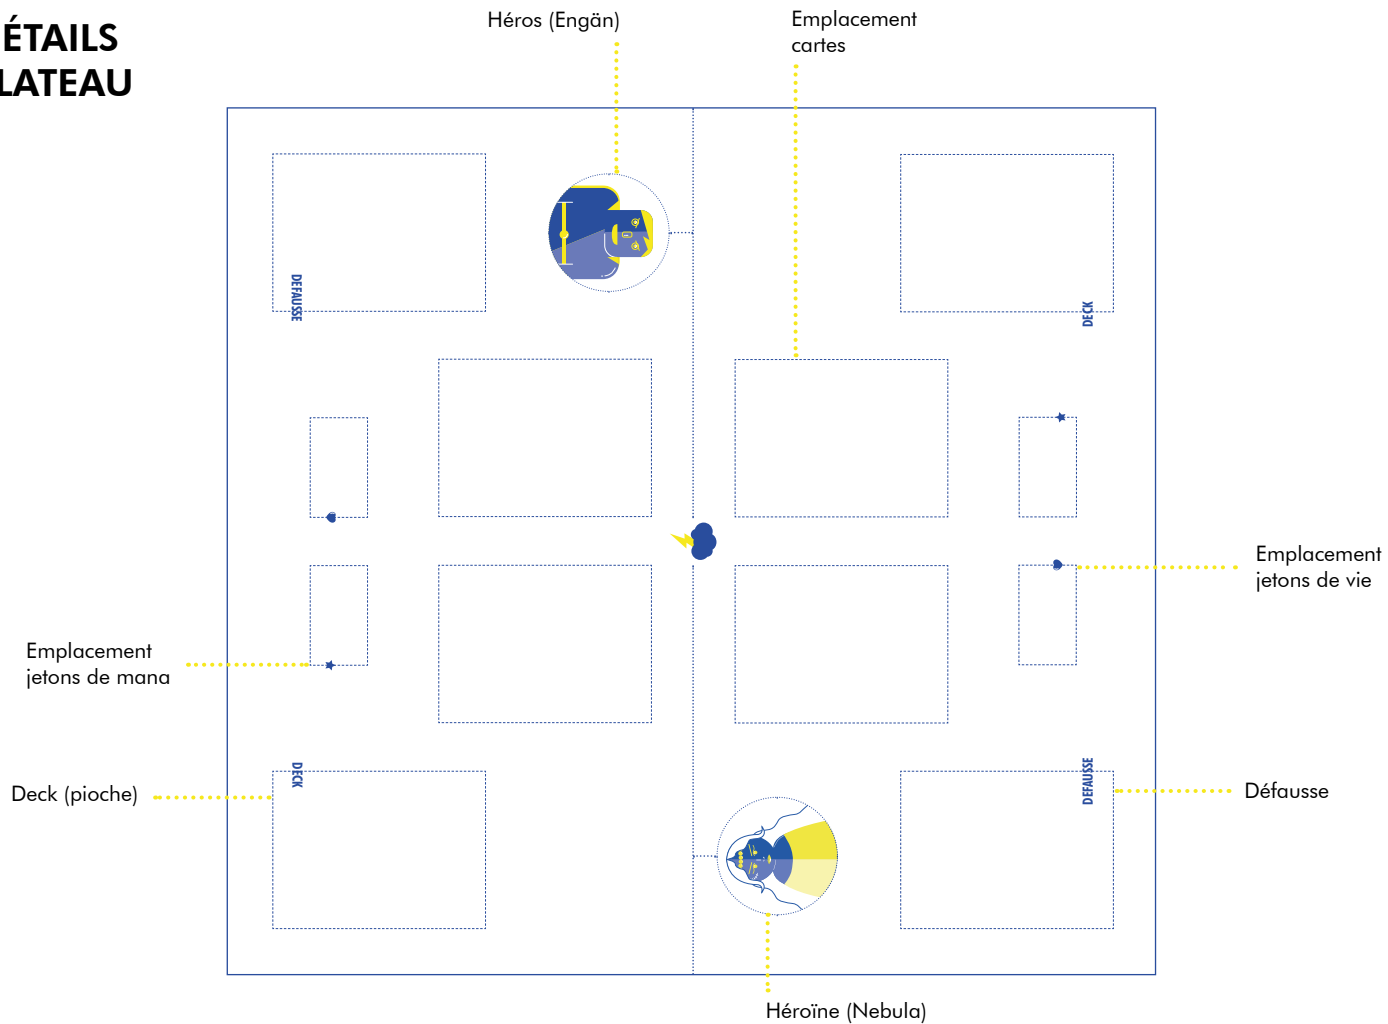 ÉTAILS
LATEAU
Héros (Engän)
Emplacement
cartes
DEFAUSSE
DECK
Emplacement
jetons de vie
Emplacement
jetons de mana
DECK
DEFAUSSE
Deck (pioche)
Défausse
Héroïne (Nebula)